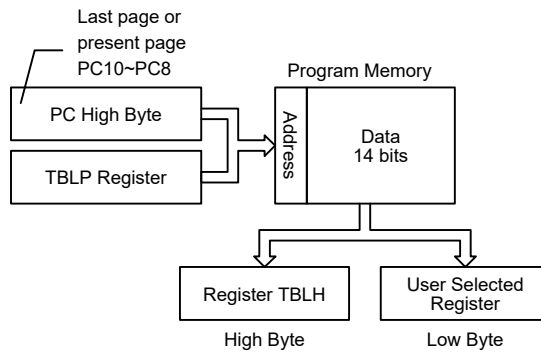 Last page or
present page
PC10~PC8
Program Memory
PC High Byte
TBLP Register
Address
Data
14 bits
Register TBLH
User Selected
Register
High Byte
Low Byte